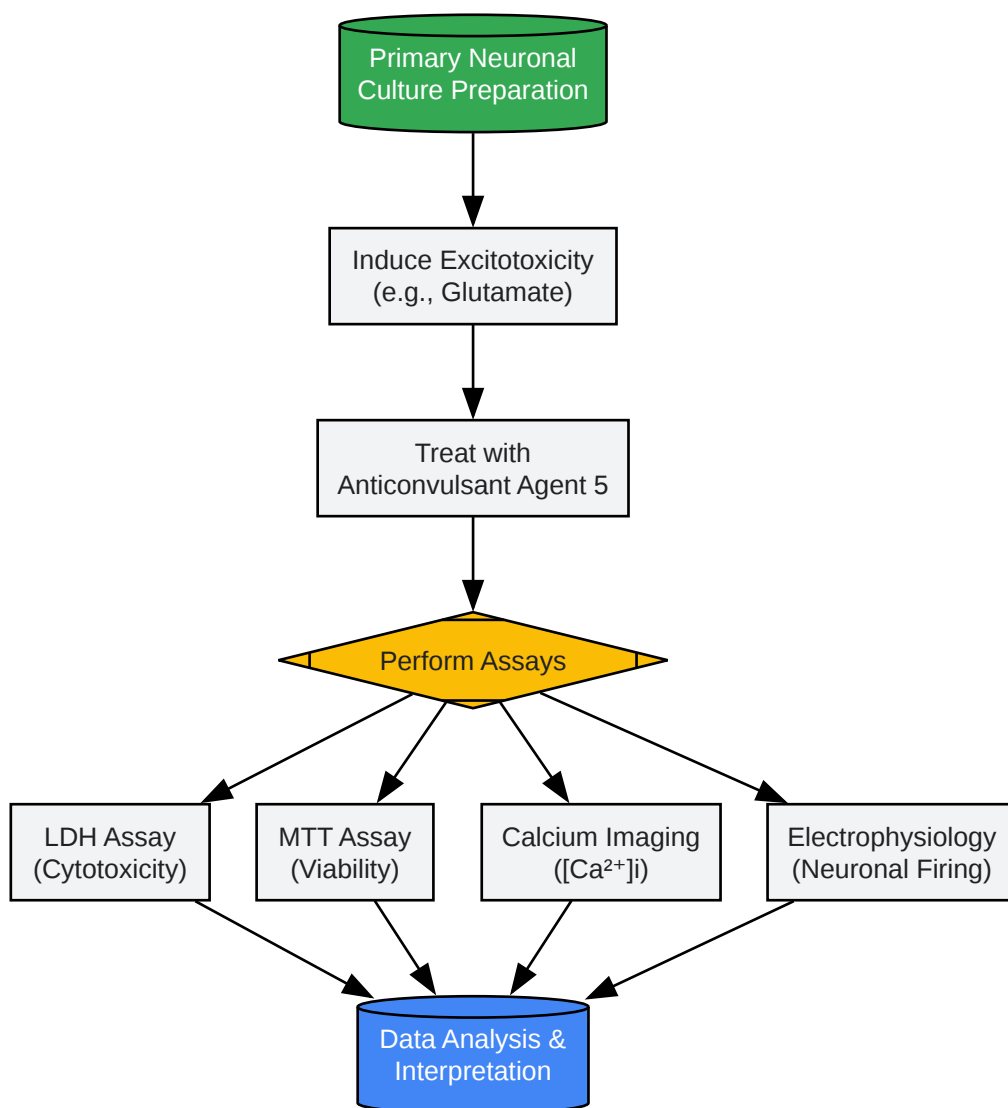 Primary Neuronal
Culture Preparation
Induce Excitotoxicity
(e.g., Glutamate)
Treat with
Anticonvulsant Agent 5
Perform Assays
LDH Assay
(Cytotoxicity)
MTT Assay
(Viability)
Calcium Imaging
([Ca²⁺]i)
Electrophysiology
(Neuronal Firing)
Data Analysis &
Interpretation